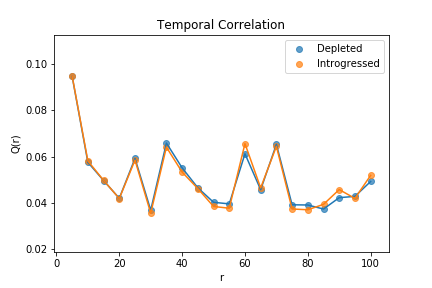 Temporal Correlation
Depleted
Introgressed
Q(r)
0.10
0.08
0.06
0.04
0.02
0
20
40
60
80
100
r